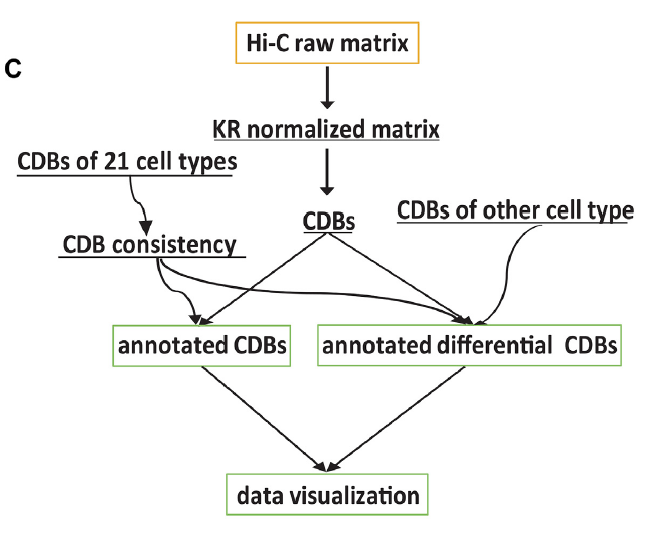 Hi-C raw matrix
C
KR normalized matrix
CDBs of 21 cell types
CDBs
CDBs of other cell type
CDB consistency
annotated CDBs
annotated differential CDBs
data visualization